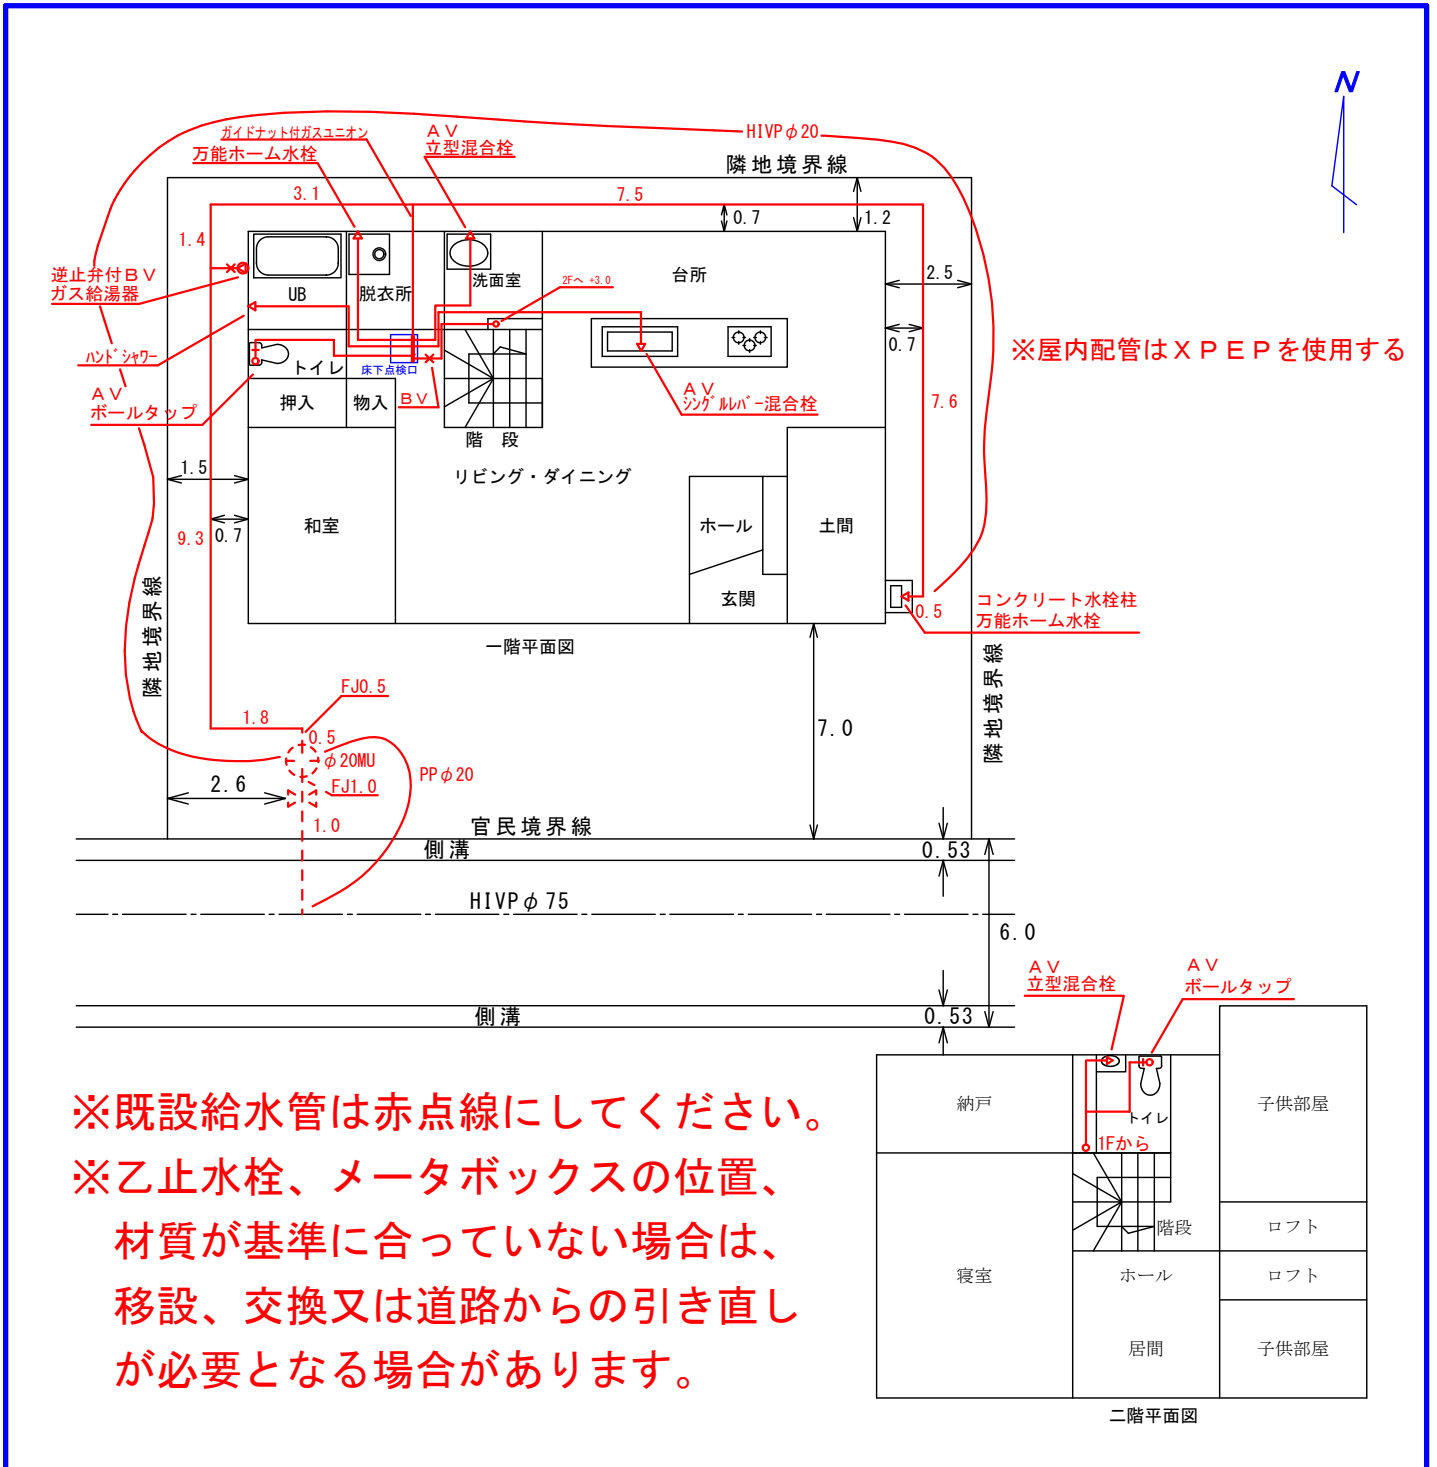 N
HIVPφ20
ガイドナット付ガスユニオン
万能ホーム水栓
AV
立型混合栓
隣地境界線
3.1
7.5
0.7
1.2
1.4
逆止弁付BV
ガス給湯器
UB
脱衣所
洗面室
2Fへ +3.0
台所
2.5
0.7
※屋内配管はXPEPを使用する
ハンドシャワー
トイレ
床下点検口
AV
ボールタップ
押入
物入
BV
AV
シングルレバー混合栓
7.6
階 段
1.5
リビング・ダイニング
和室
ホール
土間
9.3
0.7
玄関
コンクリート水栓柱
万能ホーム水栓
0.5
隣地境界線
一階平面図
隣地境界線
FJ0.5
1.8
0.5
φ20MU
7.0
PPφ20
2.6
FJ1.0
1.0
官民境界線
側溝
0.53
HIVPφ75
6.0
側溝
0.53
AV
立型混合栓
AV
ボールタップ
納戸
トイレ
1Fから
子供部屋
階段
ロフト
寝室
ホール
ロフト
居間
子供部屋
二階平面図
※既設給水管は赤点線にしてください。
※乙止水栓、メータボックスの位置、
材質が基準に合っていない場合は、
移設、交換又は道路からの引き直し
が必要となる場合があります。